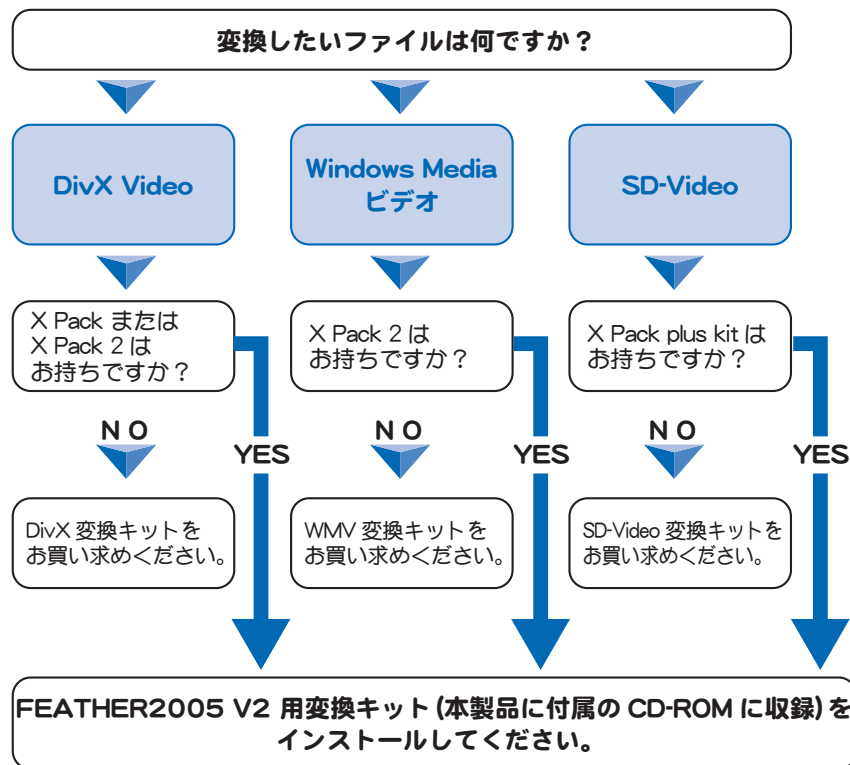 変換したいファイルは何ですか？
DivX Video
Windows Media
ビデオ
SD-Video
X Pack または
X Pack 2 は
お持ちですか？
X Pack 2 は
お持ちですか？
X Pack plus kit は
お持ちですか？
NO
YES
NO
YES
NO
YES
DivX 変換キットを
お買い求めください。
WMV 変換キットを
お買い求めください。
SD-Video 変換キットを
お買い求めください。
FEATHER2005 V2 用変換キット（本製品に付属の CD-ROM に収録）を
インストールしてください。